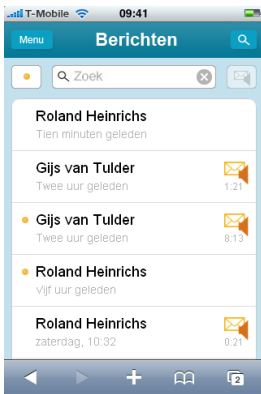 T-Mobile 09:41
Menu Berichten
Zoek
Roland Heinrichs
Tien minuten geleden
Gijs van Tulder
Twee uur geleden 1:21
Gijs van Tulder
Twee uur geleden 8:13
Roland Heinrichs
vijf uur geleden
Roland Heinrichs
zaterdag, 10:32 0:21
2